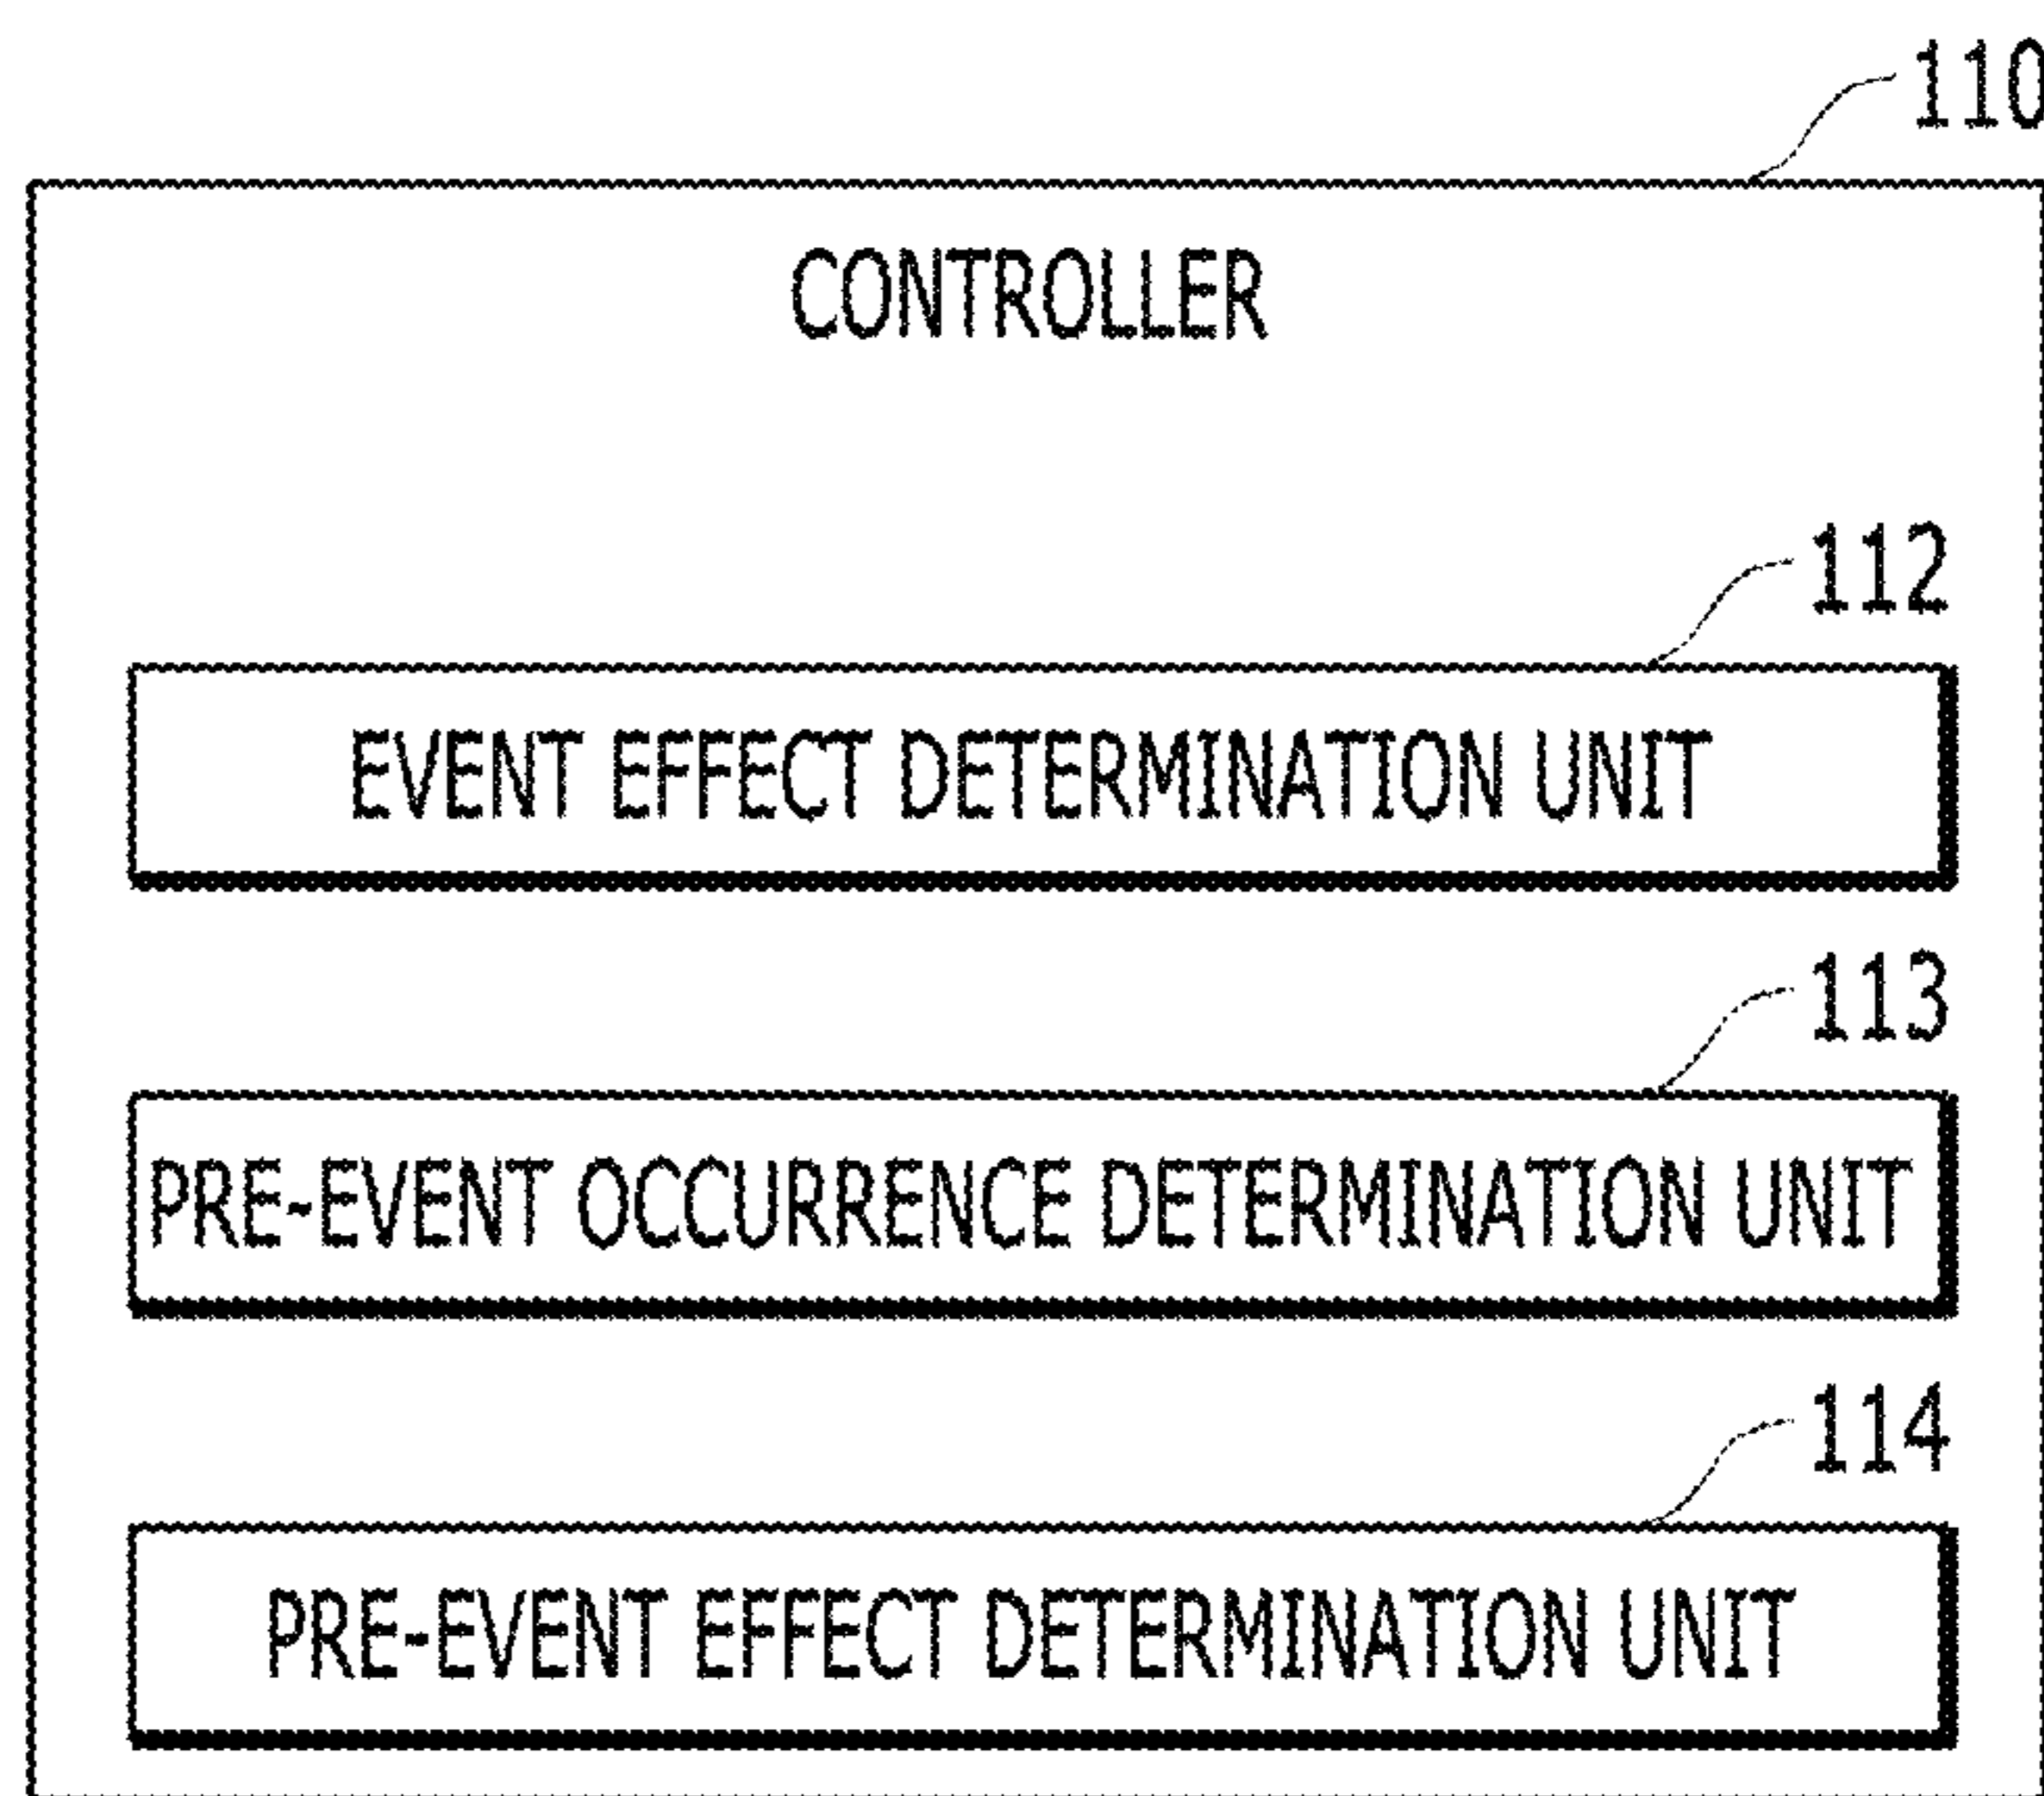 110
CONTROLLER
112
EVENT EFFECT DETERMINATION UNIT
113
PRE-EVENT OCCURRENCE DETERMINATION UNIT
114
PRE-EVENT EFFECT DETERMINATION UNIT